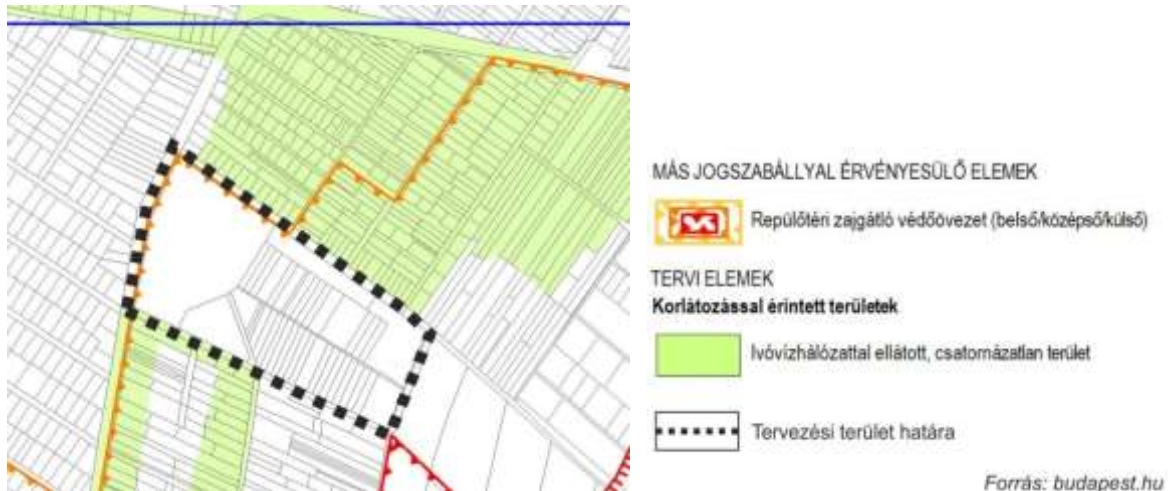 MÁS JOGSZABÁLLYAL ÉRVÉNYESÜLŐ ELEMEK
Repülőtéri zajgátló védőövezet (belső/középső/külső)
TERVI ELEMEK
Korlátozással érintett területek
Ivóvízhálózattal ellátott, csatornázatlan terület
Tervezési terület határa
Forrás: budapest.hu